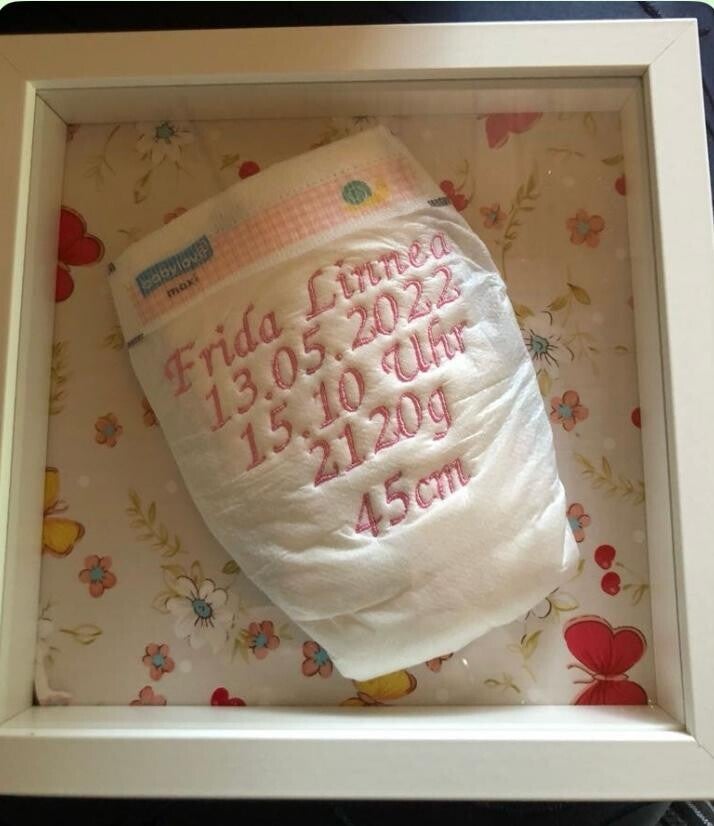 babylove
maxi
Frida Linnea
13.05.2022
15.10 Uhr
2120g
45cm